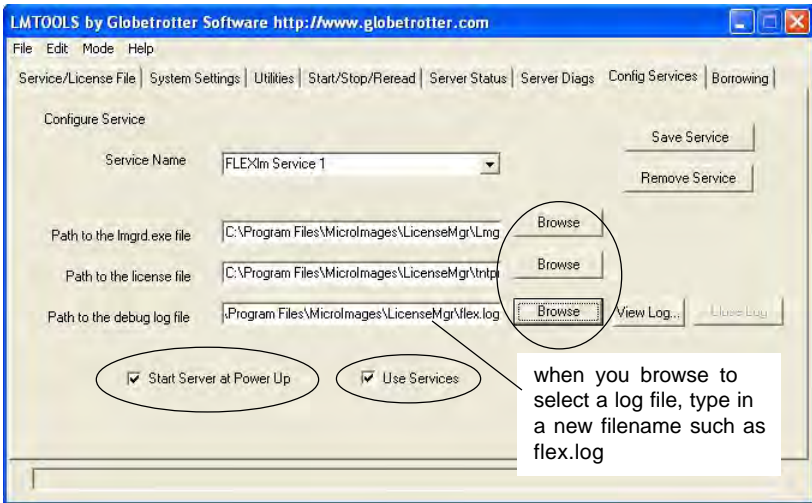 LMTOOLS by Globetrotter Software http://www.globetrotter.com
File Edit Mode Help
Service/License File System Settings Utilities Start/Stop/Reread Server Status Server Diags Config Services Borrowing
Configure Service
Save Service
Service Name FLEXlm Service 1
Remove Service
Path to the lmgrd.exe file C:\Program Files\MicroImages\LicenseMgr\Lmg Browse
Path to the license file C:\Program Files\MicroImages\LicenseMgr\tntp Browse
Path to the debug log file \Program Files\MicroImages\LicenseMgr\flex.log Browse View Log... Close Log
Start Server at Power Up Use Services
when you browse to
select a log file, type in
a new filename such as
flex.log